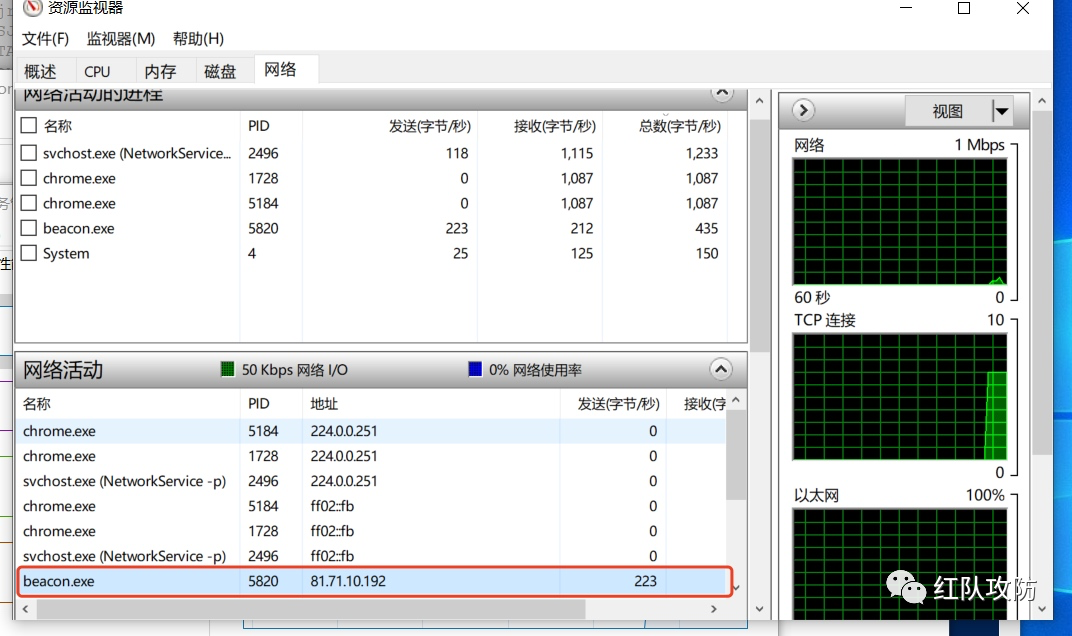 资源监视器
文件(F) 监视器(M) 帮助(H)
概述 CPU 内存 磁盘 网络
网络活动的进程
名称 PID 发送(字节/秒) 接收(字节/秒) 总数(字节/秒)
svchost.exe (NetworkService... 2496 118 1,115 1,233
chrome.exe 1728 0 1,087 1,087
chrome.exe 5184 0 1,087 1,087
beacon.exe 5820 223 212 435
System 4 25 125 150
网络活动 50 Kbps 网络 I/O 0% 网络使用率
名称 PID 地址 发送(字节/秒) 接收(字
chrome.exe 5184 224.0.0.251 0
chrome.exe 1728 224.0.0.251 0
svchost.exe (NetworkService -p) 2496 224.0.0.251 0
chrome.exe 5184 ff02::fb 0
chrome.exe 1728 ff02::fb 0
svchost.exe (NetworkService -p) 2496 ff02::fb 0
beacon.exe 5820 81.71.10.192 223
视图
网络 1 Mbps
60 秒 0
TCP 连接 10
0
以太网 100%
红队攻防